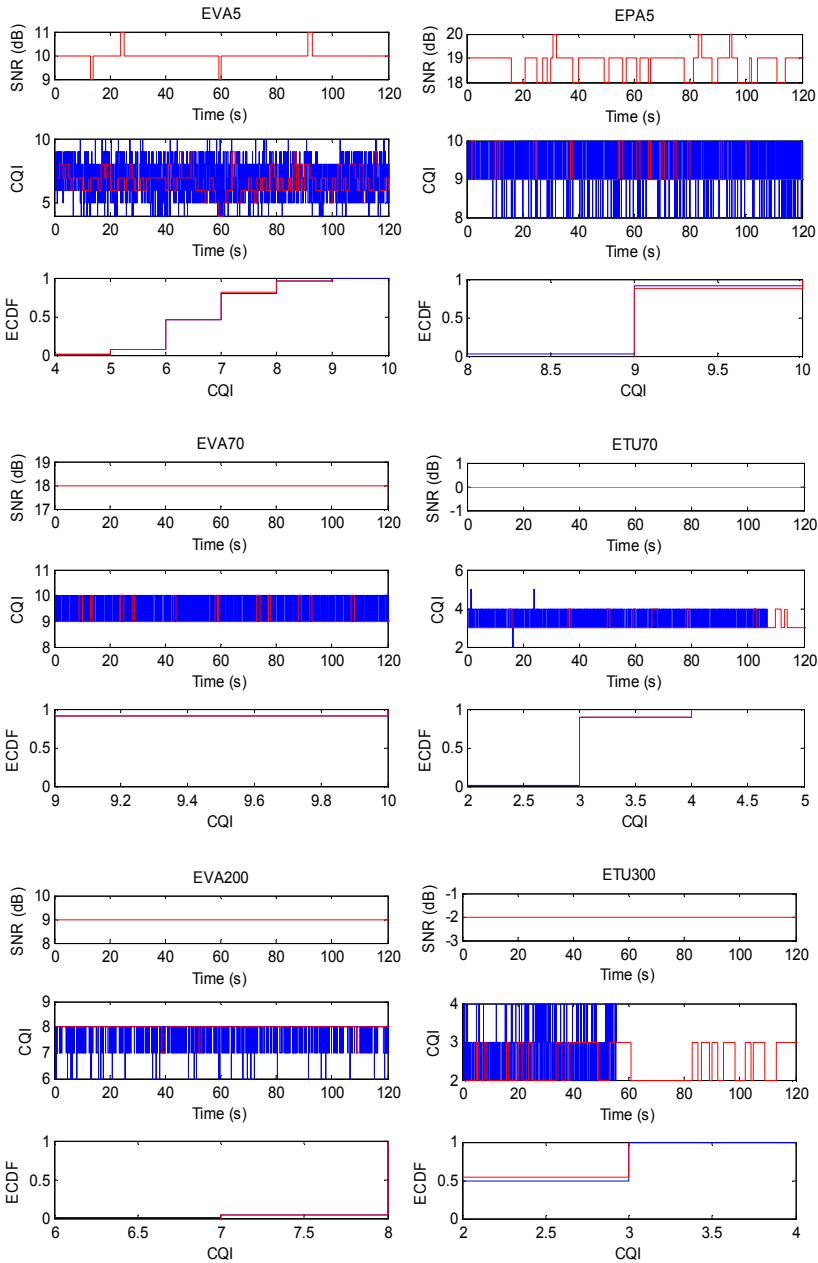 EVA5
11
10
9
SNR (dB)
0 20 40 60 80 100 120
Time (s)
10
5
CQI
0 20 40 60 80 100 120
Time (s)
1
0.5
0
ECDF
4 5 6 7 8 9 10
CQI
EPA5
20
19
18
SNR (dB)
0 20 40 60 80 100 120
Time (s)
10
9
8
CQI
0 20 40 60 80 100 120
Time (s)
1
0.5
0
ECDF
8 8.5 9 9.5 10
CQI
EVA70
19
18
17
SNR (dB)
0 20 40 60 80 100 120
Time (s)
11
10
9
8
CQI
0 20 40 60 80 100 120
Time (s)
1
0.5
0
ECDF
9 9.2 9.4 9.6 9.8 10
CQI
ETU70
1
0
-1
SNR (dB)
0 20 40 60 80 100 120
Time (s)
6
4
2
CQI
0 20 40 60 80 100 120
Time (s)
1
0.5
0
ECDF
2 2.5 3 3.5 4 4.5 5
CQI
EVA200
10
9
8
SNR (dB)
0 20 40 60 80 100 120
Time (s)
9
8
7
6
CQI
0 20 40 60 80 100 120
Time (s)
1
0.5
0
ECDF
6 6.5 7 7.5 8
CQI
ETU300
-1
-2
-3
SNR (dB)
0 20 40 60 80 100 120
Time (s)
4
3
2
CQI
0 20 40 60 80 100 120
Time (s)
1
0.5
0
ECDF
2 2.5 3 3.5 4
CQI